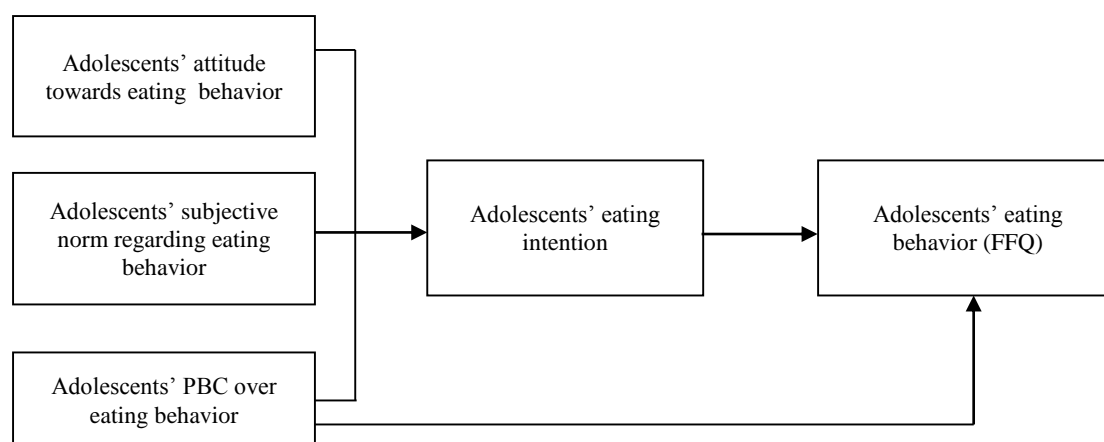 Adolescents’ attitude
towards eating  behavior
Adolescents’ subjective
norm regarding eating
behavior
Adolescents’ PBC over
eating behavior
Adolescents’ eating
intention
Adolescents’ eating
behavior (FFQ)